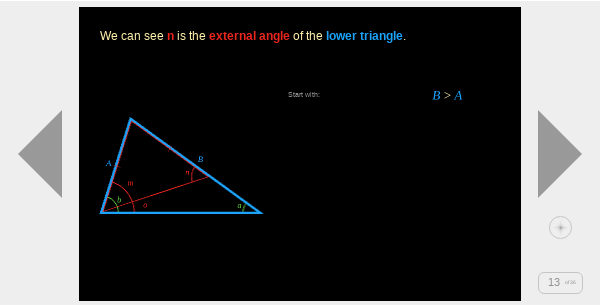 We can see n is the external angle of the lower triangle.
Start with:
B > A
A
B
n
m
b
o
a
13 of 36